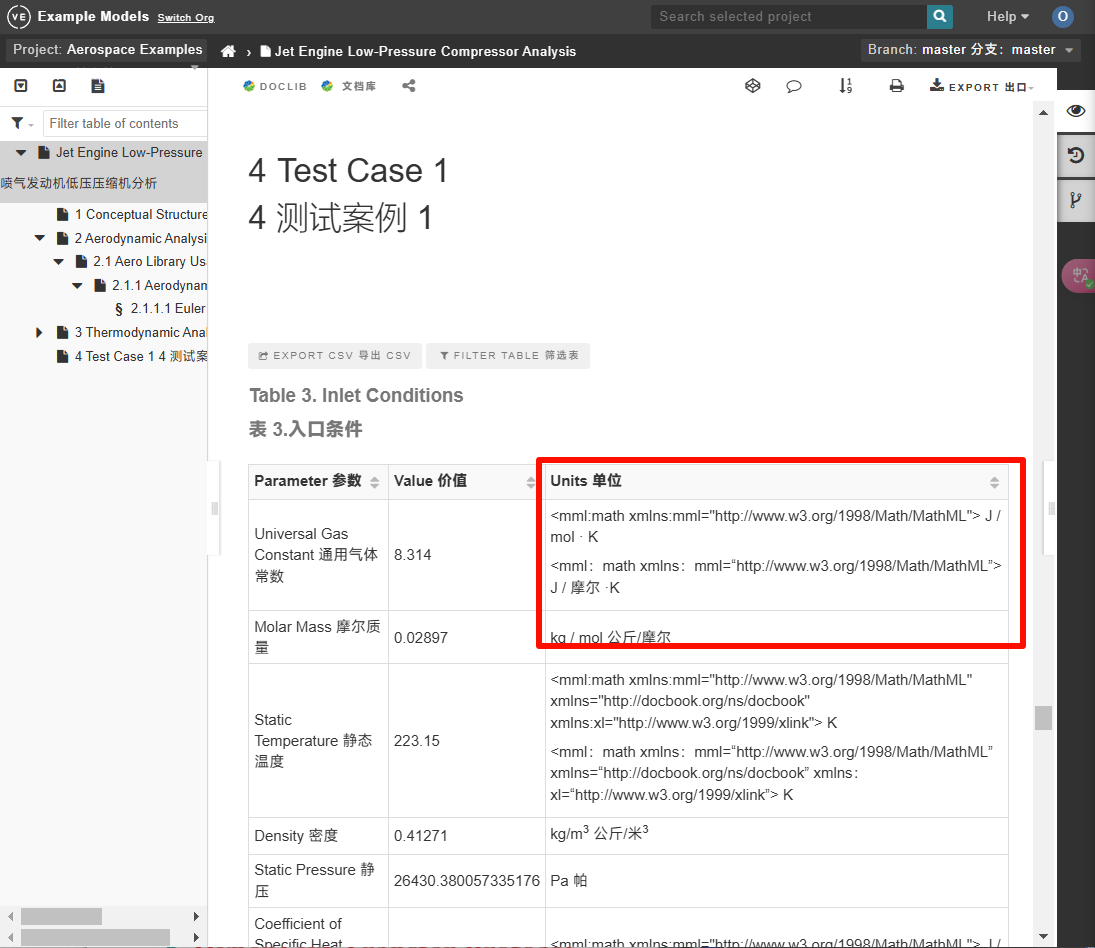 VE Example Models Switch Org
Search selected project
Help
O
Project: Aerospace Examples
› Jet Engine Low-Pressure Compressor Analysis
Branch: master 分支：master
DOCLIB 文档库
EXPORT 出口
Filter table of contents
Jet Engine Low-Pressure
喷气发动机低压压缩机分析
1 Conceptual Structure
2 Aerodynamic Analysi
2.1 Aero Library Us
2.1.1 Aerodynan
§ 2.1.1.1 Euler
3 Thermodynamic Anal
4 Test Case 1 4 测试案
4 Test Case 1
4 测试案例 1
EXPORT CSV 导出 CSV
FILTER TABLE 筛选表
Table 3. Inlet Conditions
表 3.入口条件
Parameter 参数
Value 价值
Units 单位
Universal Gas
Constant 通用气体
常数
8.314
<mml:math xmlns:mml="http://www.w3.org/1998/Math/MathML"> J /
mol · K
<mml：math xmlns：mml=“http://www.w3.org/1998/Math/MathML”>
J / 摩尔 ·K
Molar Mass 摩尔质
量
0.02897
kg / mol 公斤/摩尔
Static
Temperature 静态
温度
223.15
<mml:math xmlns:mml="http://www.w3.org/1998/Math/MathML"
xmlns="http://docbook.org/ns/docbook"
xmlns:xl="http://www.w3.org/1999/xlink"> K
<mml：math xmlns：mml=“http://www.w3.org/1998/Math/MathML”
xmlns=“http://docbook.org/ns/docbook” xmlns：
xl=“http://www.w3.org/1999/xlink”> K
Density 密度
0.41271
kg/m³ 公斤/米³
Static Pressure 静
压
26430.380057335176
Pa 帕
Coefficient of
Specific Heat
<mml:math xmlns:mml="http://www.w3.org/1998/Math/MathML"> J /